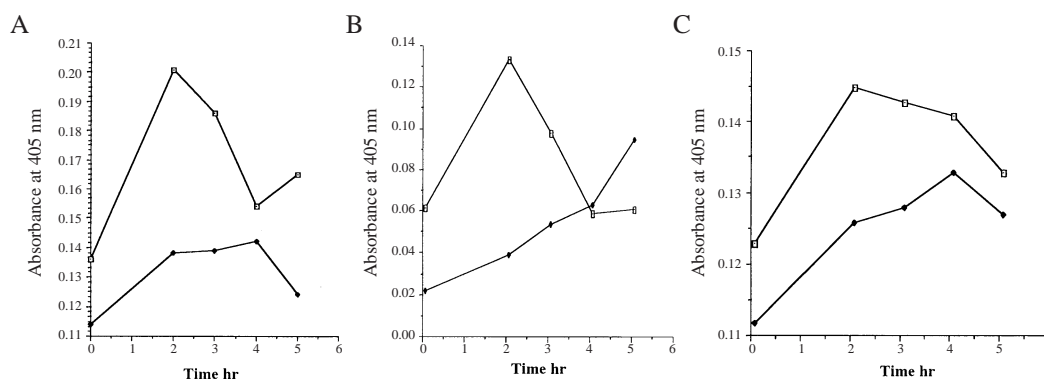 A
Absorbance at 405 nm
0.21
0.20
0.19
0.18
0.17
0.16
0.15
0.14
0.13
0.12
0.11
0 1 2 3 4 5 6
Time hr
B
Absorbance at 405 nm
0.14
0.12
0.10
0.08
0.06
0.04
0.02
0.00
0 1 2 3 4 5 6
Time hr
C
Absorbance at 405 nm
0.15
0.14
0.13
0.12
0.11
0 1 2 3 4 5
Time hr